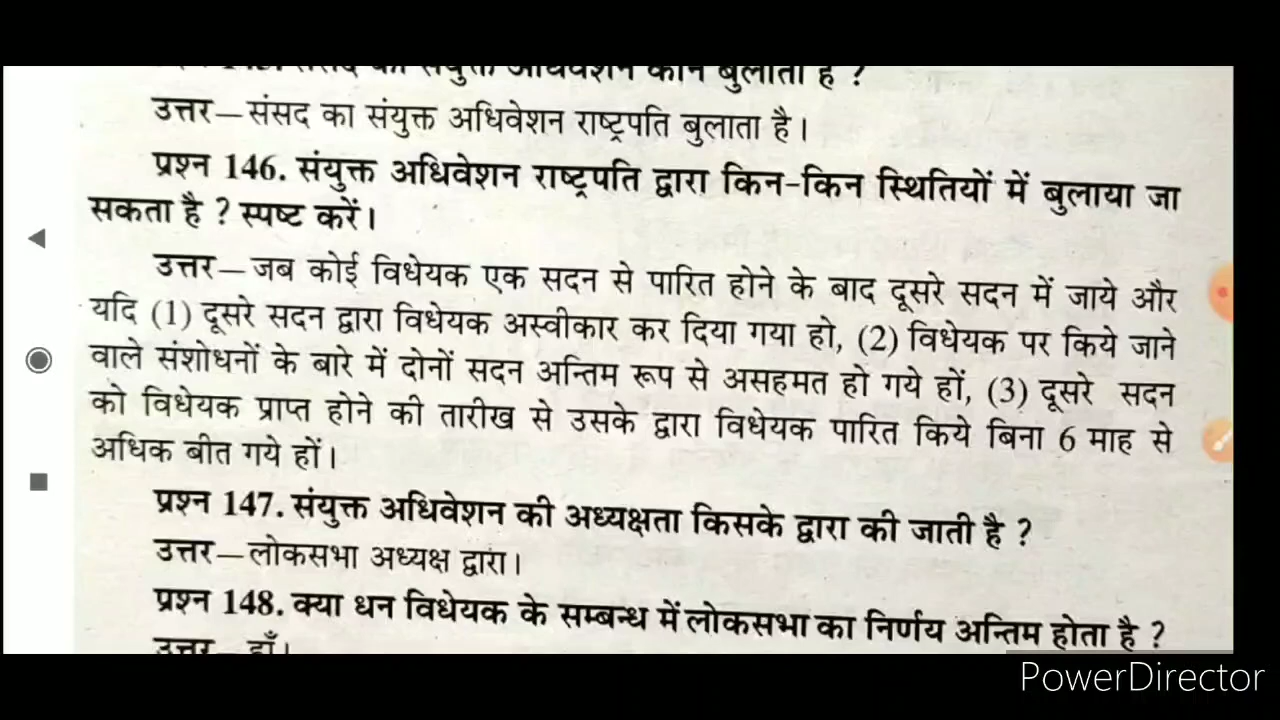 संयुक्त अधिवेशन कौन बुलाता है ?
उत्तर—संसद का संयुक्त अधिवेशन राष्ट्रपति बुलाता है।
प्रश्न 146. संयुक्त अधिवेशन राष्ट्रपति द्वारा किन-किन स्थितियों में बुलाया जा
सकता है ? स्पष्ट करें।
उत्तर—जब कोई विधेयक एक सदन से पारित होने के बाद दूसरे सदन में जाये और
यदि (1) दूसरे सदन द्वारा विधेयक अस्वीकार कर दिया गया हो, (2) विधेयक पर किये जाने
वाले संशोधनों के बारे में दोनों सदन अन्तिम रूप से असहमत हो गये हों, (3) दूसरे सदन
को विधेयक प्राप्त होने की तारीख से उसके द्वारा विधेयक पारित किये बिना 6 माह से
अधिक बीत गये हों।
प्रश्न 147. संयुक्त अधिवेशन की अध्यक्षता किसके द्वारा की जाती है ?
उत्तर—लोकसभा अध्यक्ष द्वारा।
प्रश्न 148. क्या धन विधेयक के सम्बन्ध में लोकसभा का निर्णय अन्तिम होता है ?
उत्तर—हाँ।
PowerDirector